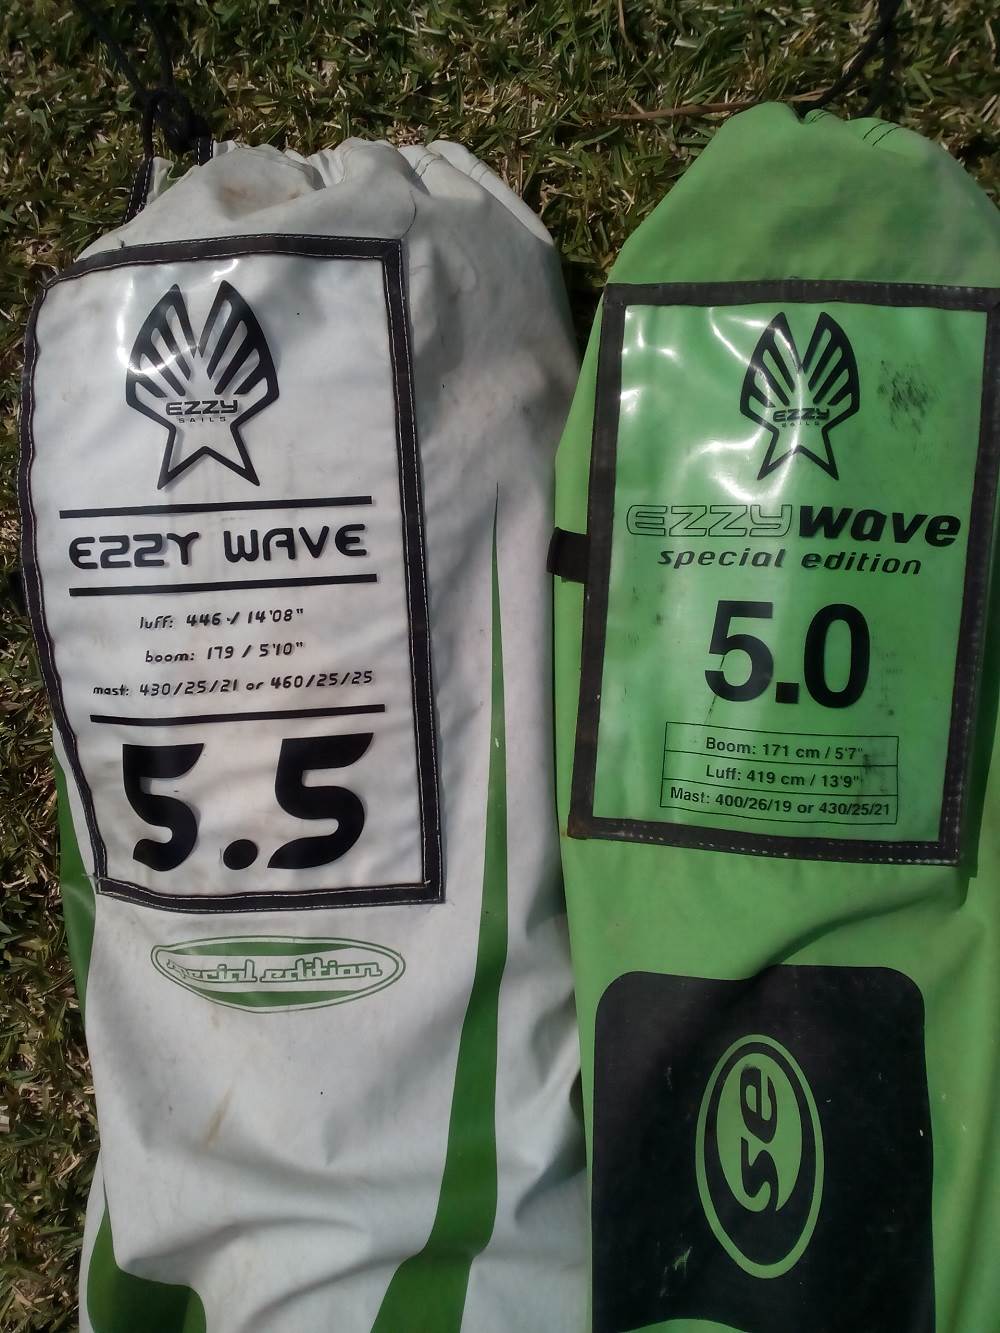 EZZY
SAILS
EZZY WAVE
luff: 446 / 14'08"
boom: 179 / 5'10"
mast: 430/25/21 or 460/25/25
5.5
special edition
EZZY
SAILS
EZZYwave
special edition
5.0
Boom: 171 cm / 5'7"
Luff: 419 cm / 13'9"
Mast: 400/26/19 or 430/25/21
se